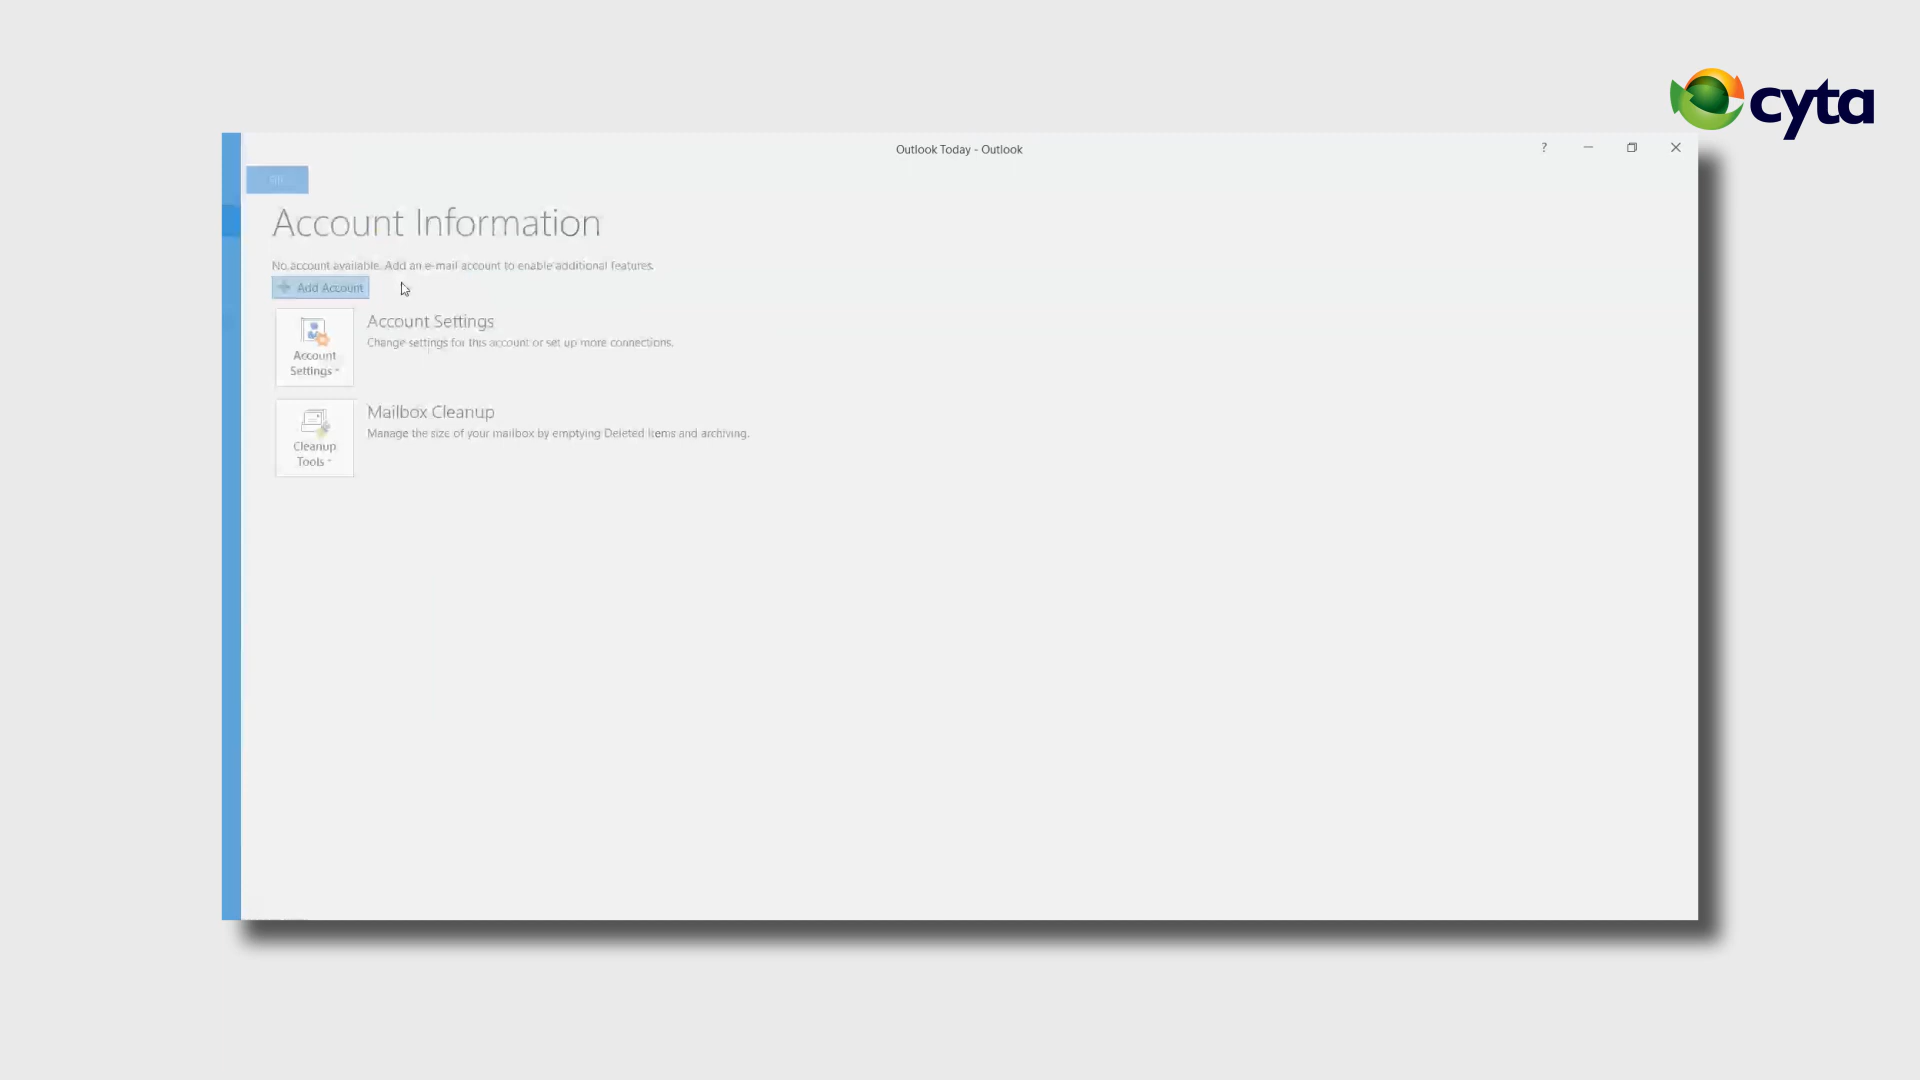 cyta
Outlook Today - Outlook
?
Account Information
No account available. Add an e-mail account to enable additional features.
Add Account
Account Settings
Change settings for this account or set up more connections.
Account
Settings
Mailbox Cleanup
Manage the size of your mailbox by emptying Deleted Items and archiving.
Cleanup
Tools